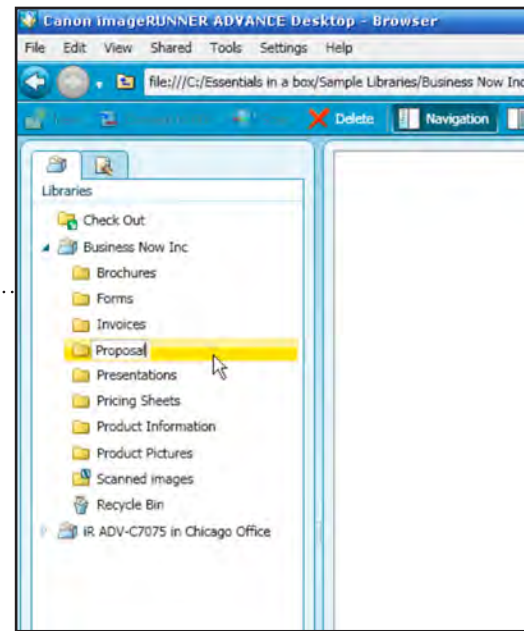 Canon imageRUNNER ADVANCE Desktop - Browser
File Edit View Shared Tools Settings Help
file:///C:/Essentials in a box/Sample Libraries/Business Now Inc
Delete Navigation
Libraries
Check Out
Business Now Inc
Brochures
Forms
Invoices
Proposal
Presentations
Pricing Sheets
Product Information
Product Pictures
Scanned images
Recycle Bin
iR ADV-C7075 in Chicago Office